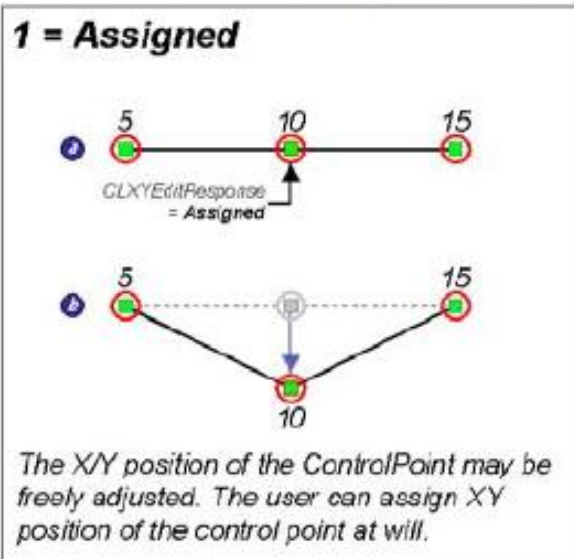 1 = Assigned
5 10 15
a
CLXYEditResponse
= Assigned
5 15
b
10
The X/Y position of the ControlPoint may be
freely adjusted. The user can assign XY
position of the control point at will.